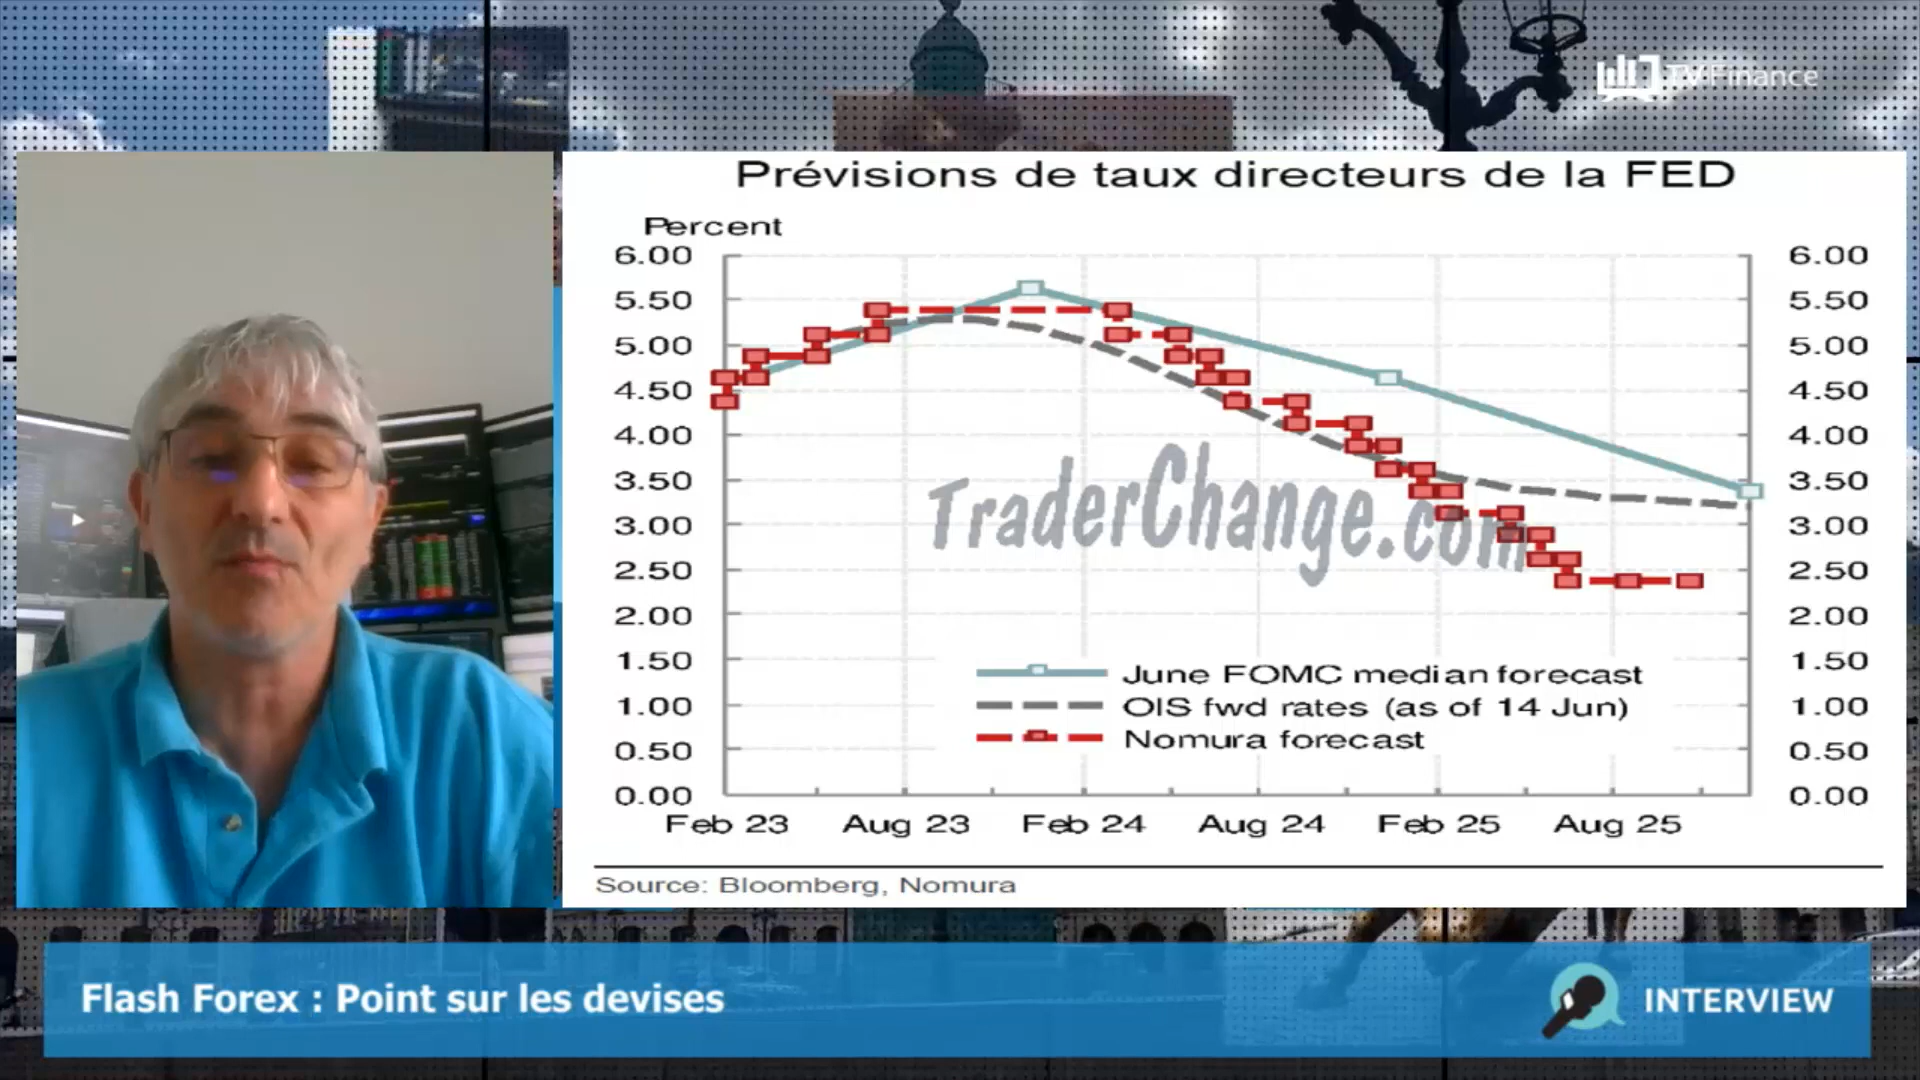 TVFinance
Prévisions de taux directeurs de la FED
Percent
6.00 6.00
5.50 5.50
5.00 5.00
4.50 4.50
4.00 4.00
3.50 3.50
3.00 3.00
2.50 2.50
2.00 2.00
1.50 1.50
1.00 1.00
0.50 0.50
0.00 0.00
TraderChange.com
June FOMC median forecast
OIS fwd rates (as of 14 Jun)
Nomura forecast
Feb 23 Aug 23 Feb 24 Aug 24 Feb 25 Aug 25
Source: Bloomberg, Nomura
Flash Forex : Point sur les devises
INTERVIEW